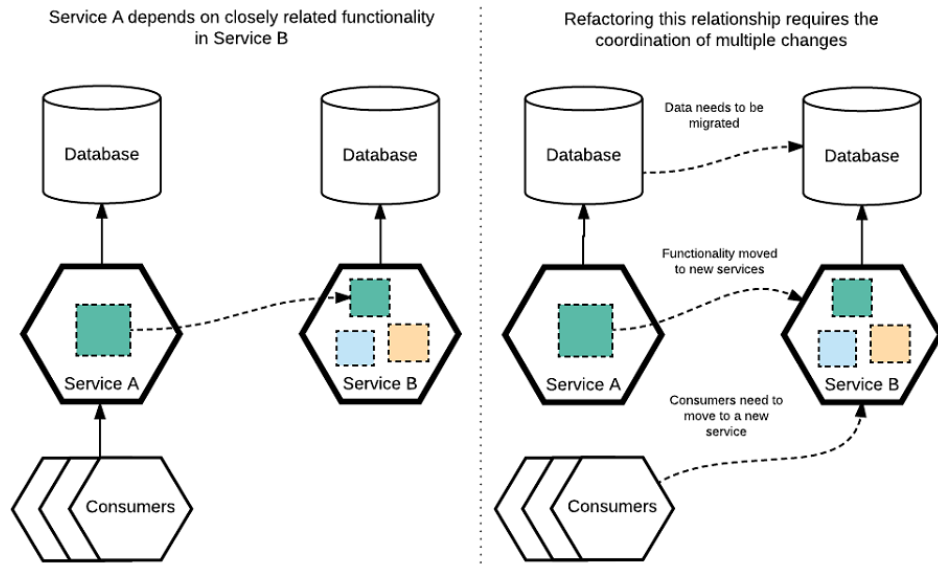 Service A depends on closely related functionality
in Service B
Database
Database
Service A
Service B
Consumers
Refactoring this relationship requires the
coordination of multiple changes
Data needs to be
migrated
Database
Database
Functionality moved
to new services
Service A
Service B
Consumers need to
move to a new
service
Consumers